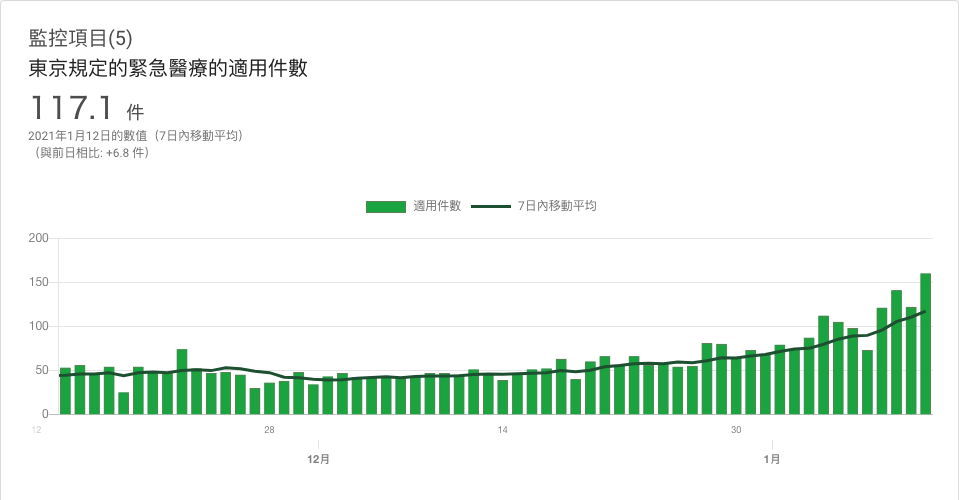 監控項目(5)
東京規定的緊急醫療的適用件數
117.1 件
2021年1月12日的數值（7日內移動平均）
（與前日相比: +6.8 件）
適用件數 7日內移動平均
200
150
100
50
0
12 28 14 30
12月 1月